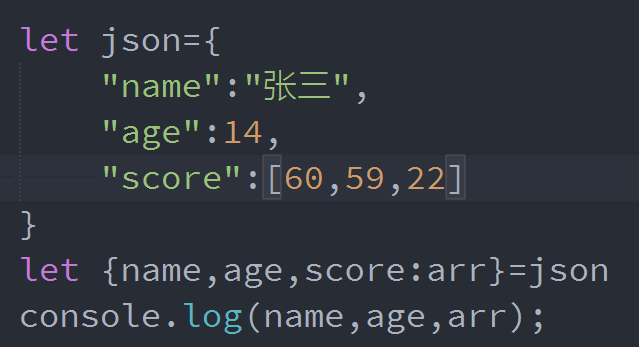 let json={
    "name":"张三",
    "age":14,
    "score":[60,59,22]
}
let {name,age,score:arr}=json
console.log(name,age,arr);